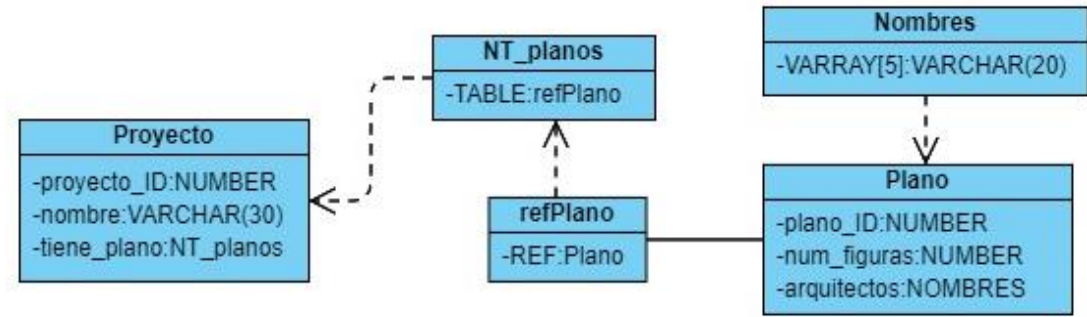 Proyecto
-proyecto_ID:NUMBER
-nombre:VARCHAR(30)
-tiene_plano:NT_planos
NT_planos
-TABLE:refPlano
refPlano
-REF:Plano
Nombres
-VARRAY[5]:VARCHAR(20)
Plano
-plano_ID:NUMBER
-num_figuras:NUMBER
-arquitectos:NOMBRES